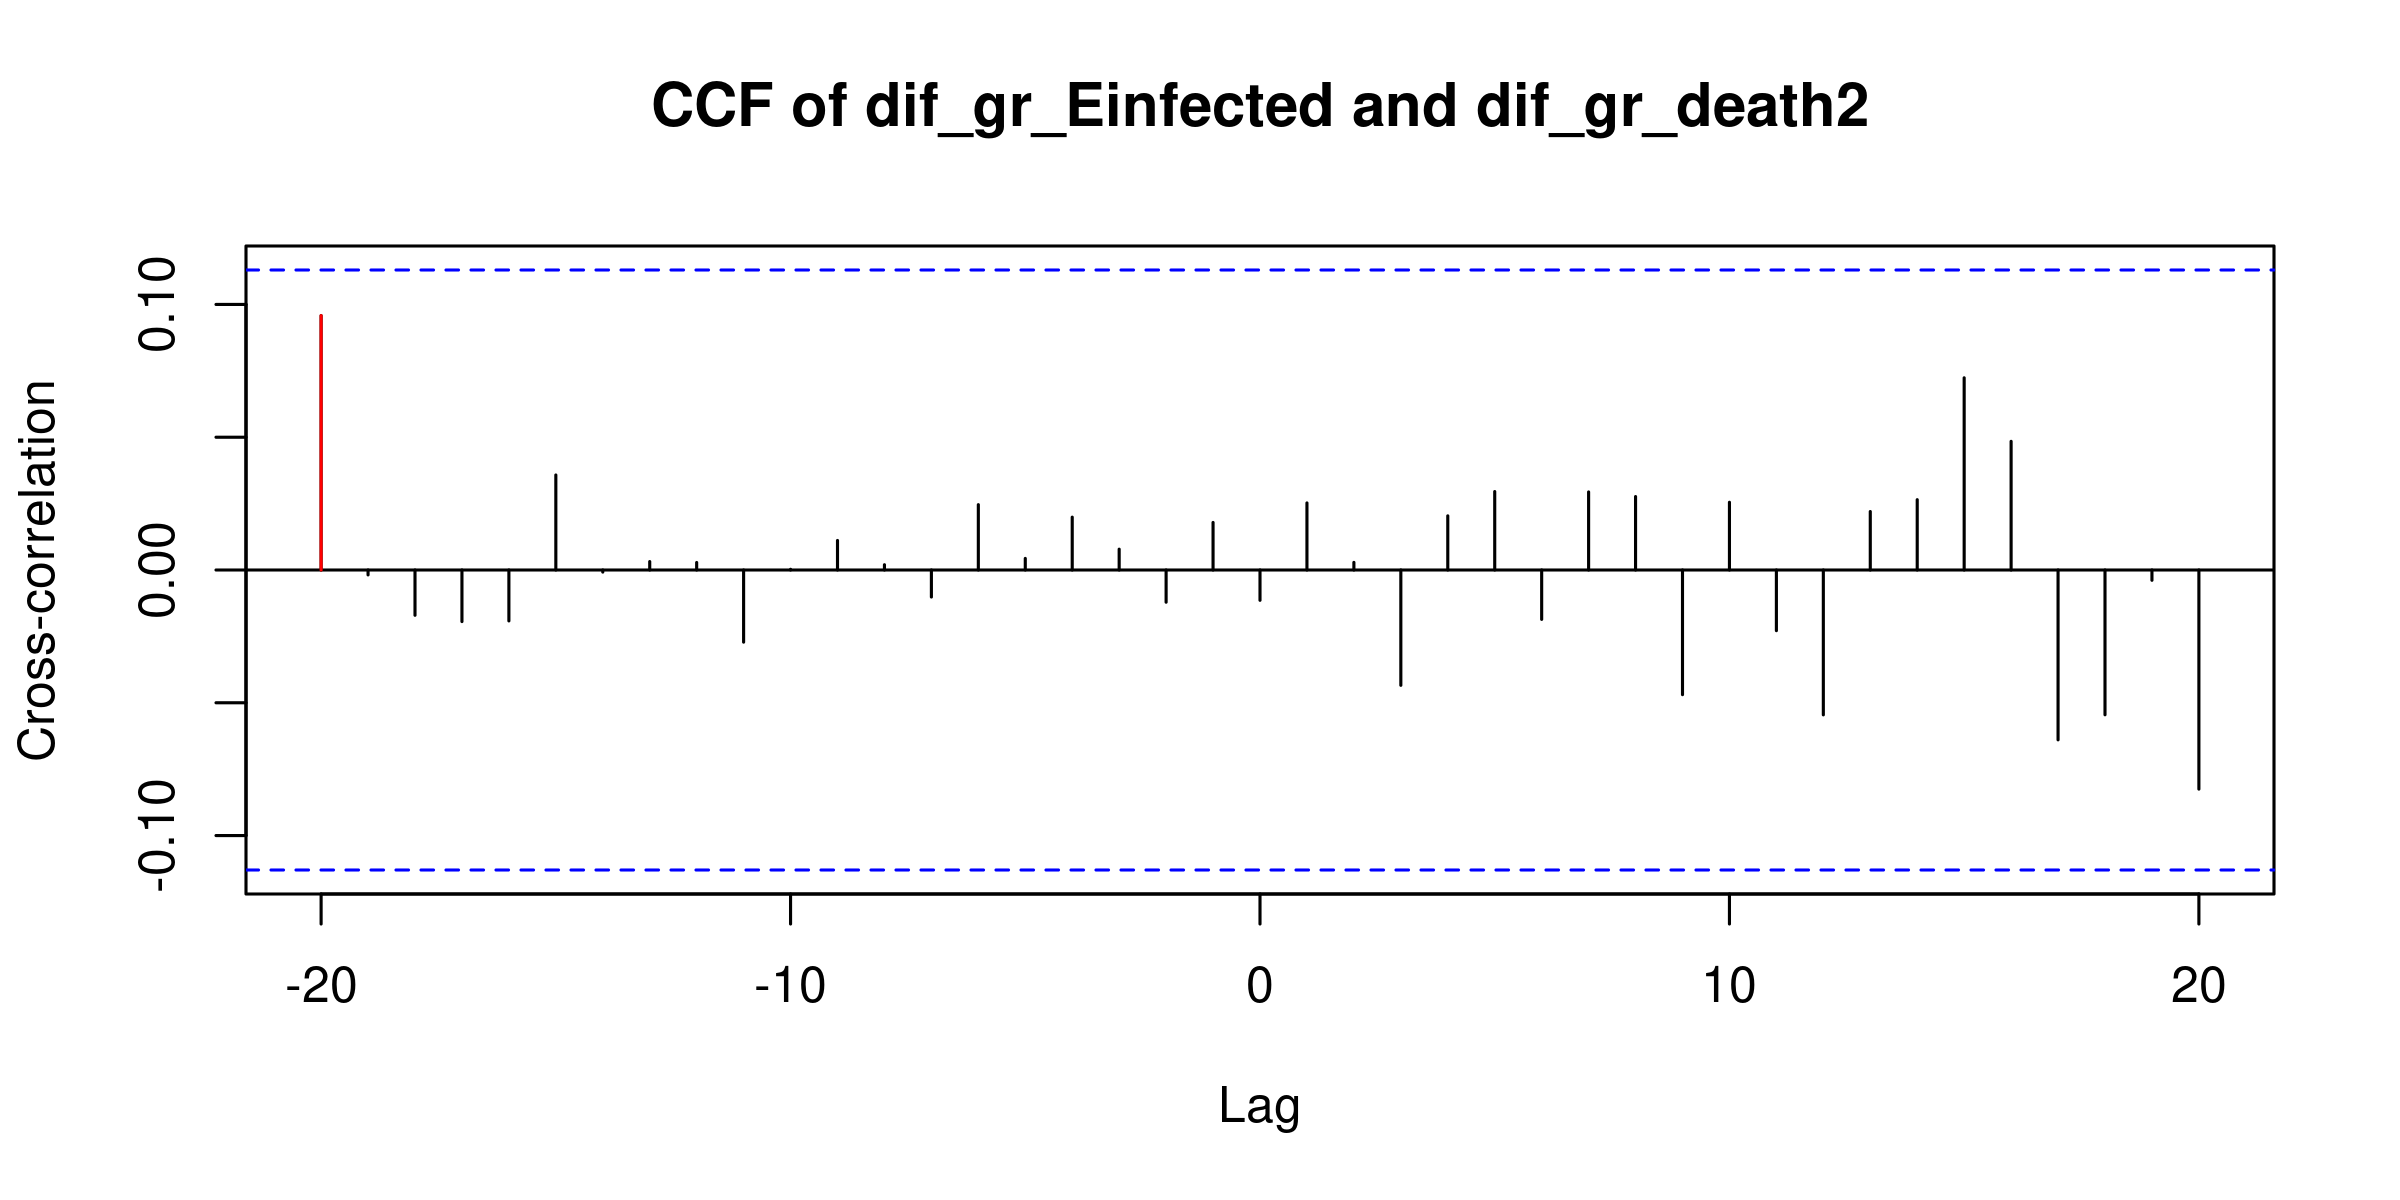 CCF of dif_gr_Einfected and dif_gr_death2
Cross-correlation
0.10
0.00
-0.10
-20 -10 0 10 20
Lag